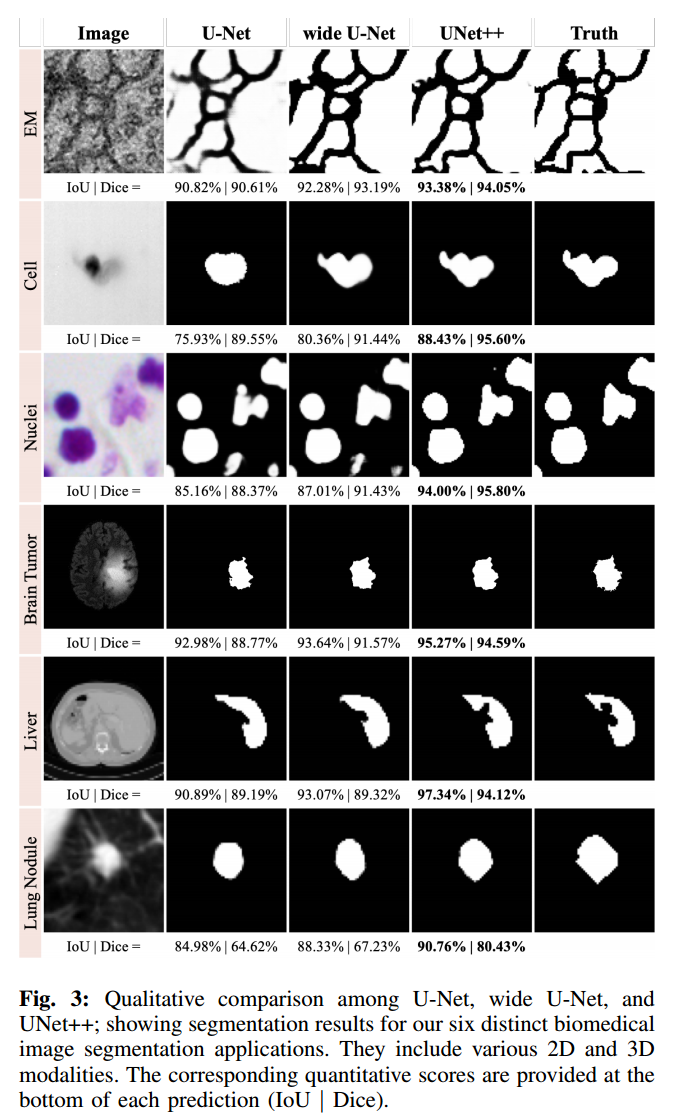 Image U-Net wide U-Net UNet++ Truth
EM
IoU | Dice = 90.82% | 90.61% 92.28% | 93.19% 93.38% | 94.05%
Cell
IoU | Dice = 75.93% | 89.55% 80.36% | 91.44% 88.43% | 95.60%
Nuclei
IoU | Dice = 85.16% | 88.37% 87.01% | 91.43% 94.00% | 95.80%
Brain Tumor
IoU | Dice = 92.98% | 88.77% 93.64% | 91.57% 95.27% | 94.59%
Liver
IoU | Dice = 90.89% | 89.19% 93.07% | 89.32% 97.34% | 94.12%
Lung Nodule
IoU | Dice = 84.98% | 64.62% 88.33% | 67.23% 90.76% | 80.43%
Fig. 3: Qualitative comparison among U-Net, wide U-Net, and
UNet++; showing segmentation results for our six distinct biomedical
image segmentation applications. They include various 2D and 3D
modalities. The corresponding quantitative scores are provided at the
bottom of each prediction (IoU | Dice).